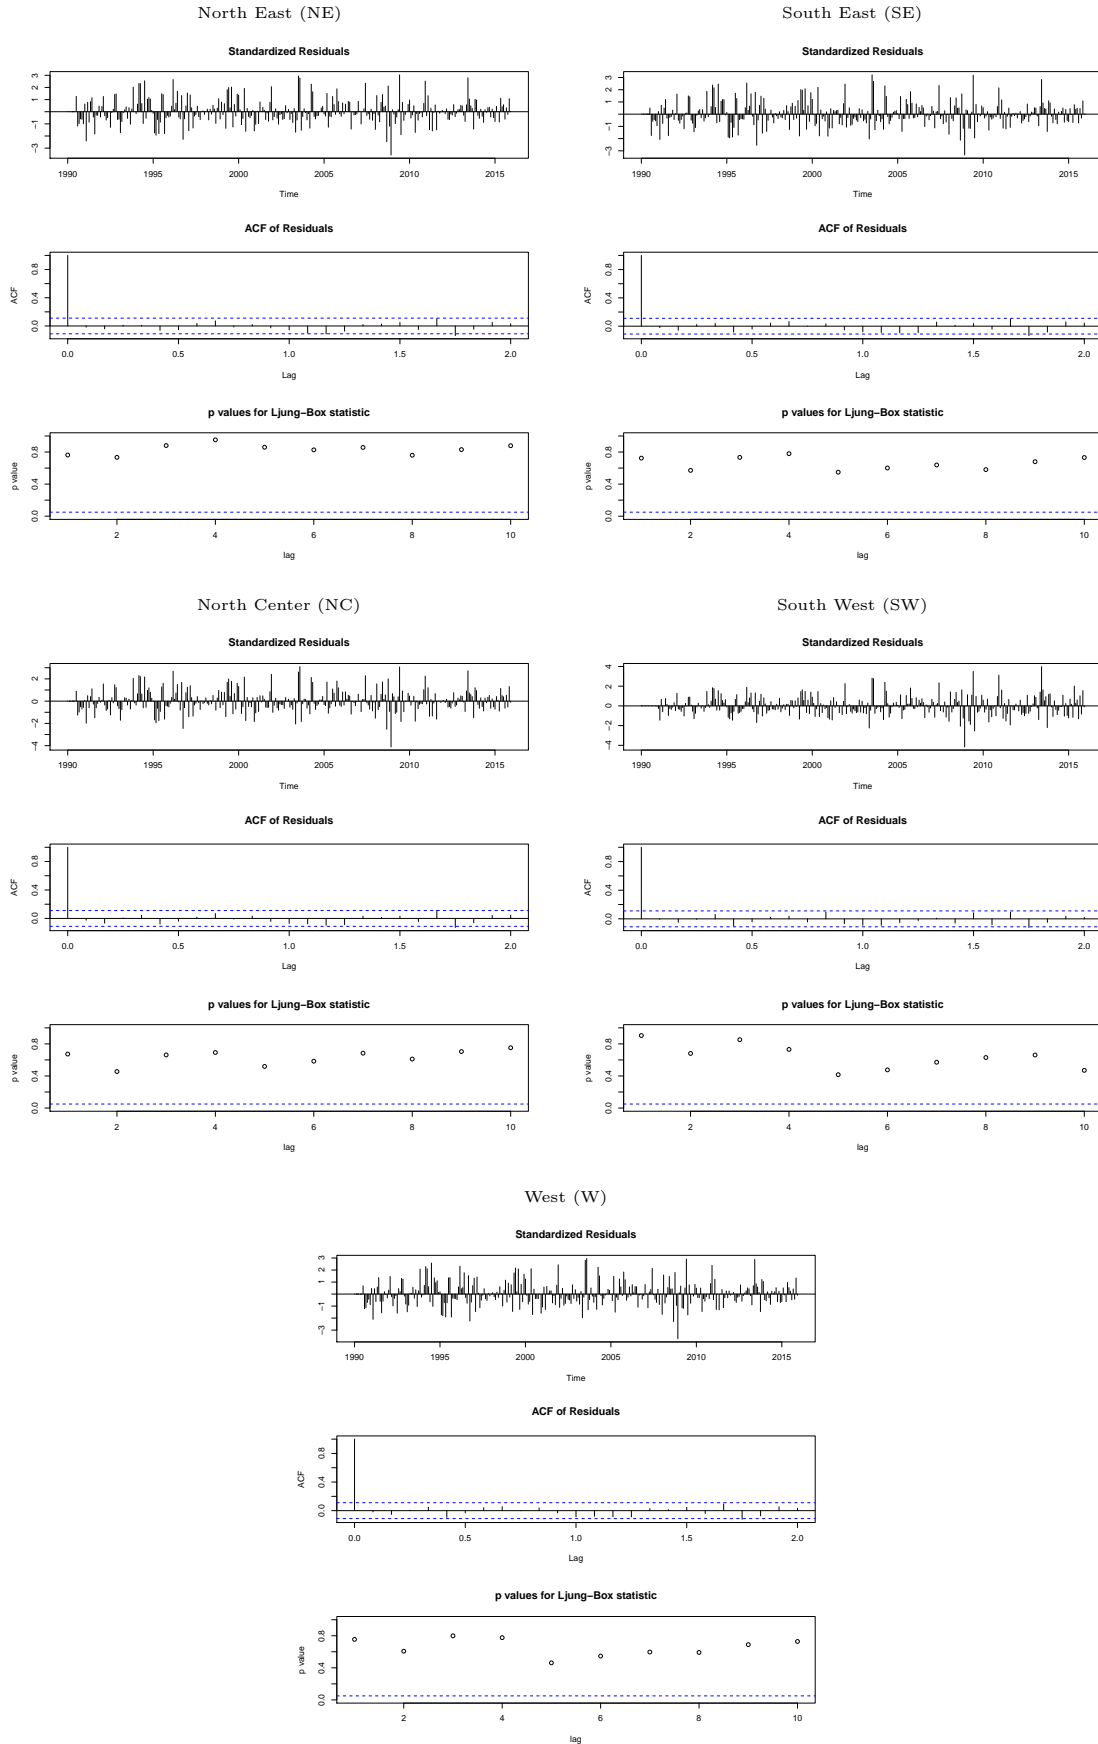 North East (NE)
Standardized Residuals
3
1
−1
−3
1990 1995 2000 2005 2010 2015
Time
ACF of Residuals
ACF
0.8
0.4
0.0
0.0 0.5 1.0 1.5 2.0
Lag
p values for Ljung−Box statistic
p value
0.8
0.4
0.0
2 4 6 8 10
lag
South East (SE)
Standardized Residuals
3
1
−1
−3
1990 1995 2000 2005 2010 2015
Time
ACF of Residuals
ACF
0.8
0.4
0.0
0.0 0.5 1.0 1.5 2.0
Lag
p values for Ljung−Box statistic
p value
0.8
0.4
0.0
2 4 6 8 10
lag
North Center (NC)
Standardized Residuals
2
0
−2
−4
1990 1995 2000 2005 2010 2015
Time
ACF of Residuals
ACF
0.8
0.4
0.0
0.0 0.5 1.0 1.5 2.0
Lag
p values for Ljung−Box statistic
p value
0.8
0.4
0.0
2 4 6 8 10
lag
South West (SW)
Standardized Residuals
4
2
0
−2
−4
1990 1995 2000 2005 2010 2015
Time
ACF of Residuals
ACF
0.8
0.4
0.0
0.0 0.5 1.0 1.5 2.0
Lag
p values for Ljung−Box statistic
p value
0.8
0.4
0.0
2 4 6 8 10
lag
West (W)
Standardized Residuals
3
2
1
−1
−3
1990 1995 2000 2005 2010 2015
Time
ACF of Residuals
ACF
0.8
0.4
0.0
0.0 0.5 1.0 1.5 2.0
Lag
p values for Ljung−Box statistic
p value
0.8
0.4
0.0
2 4 6 8 10
lag